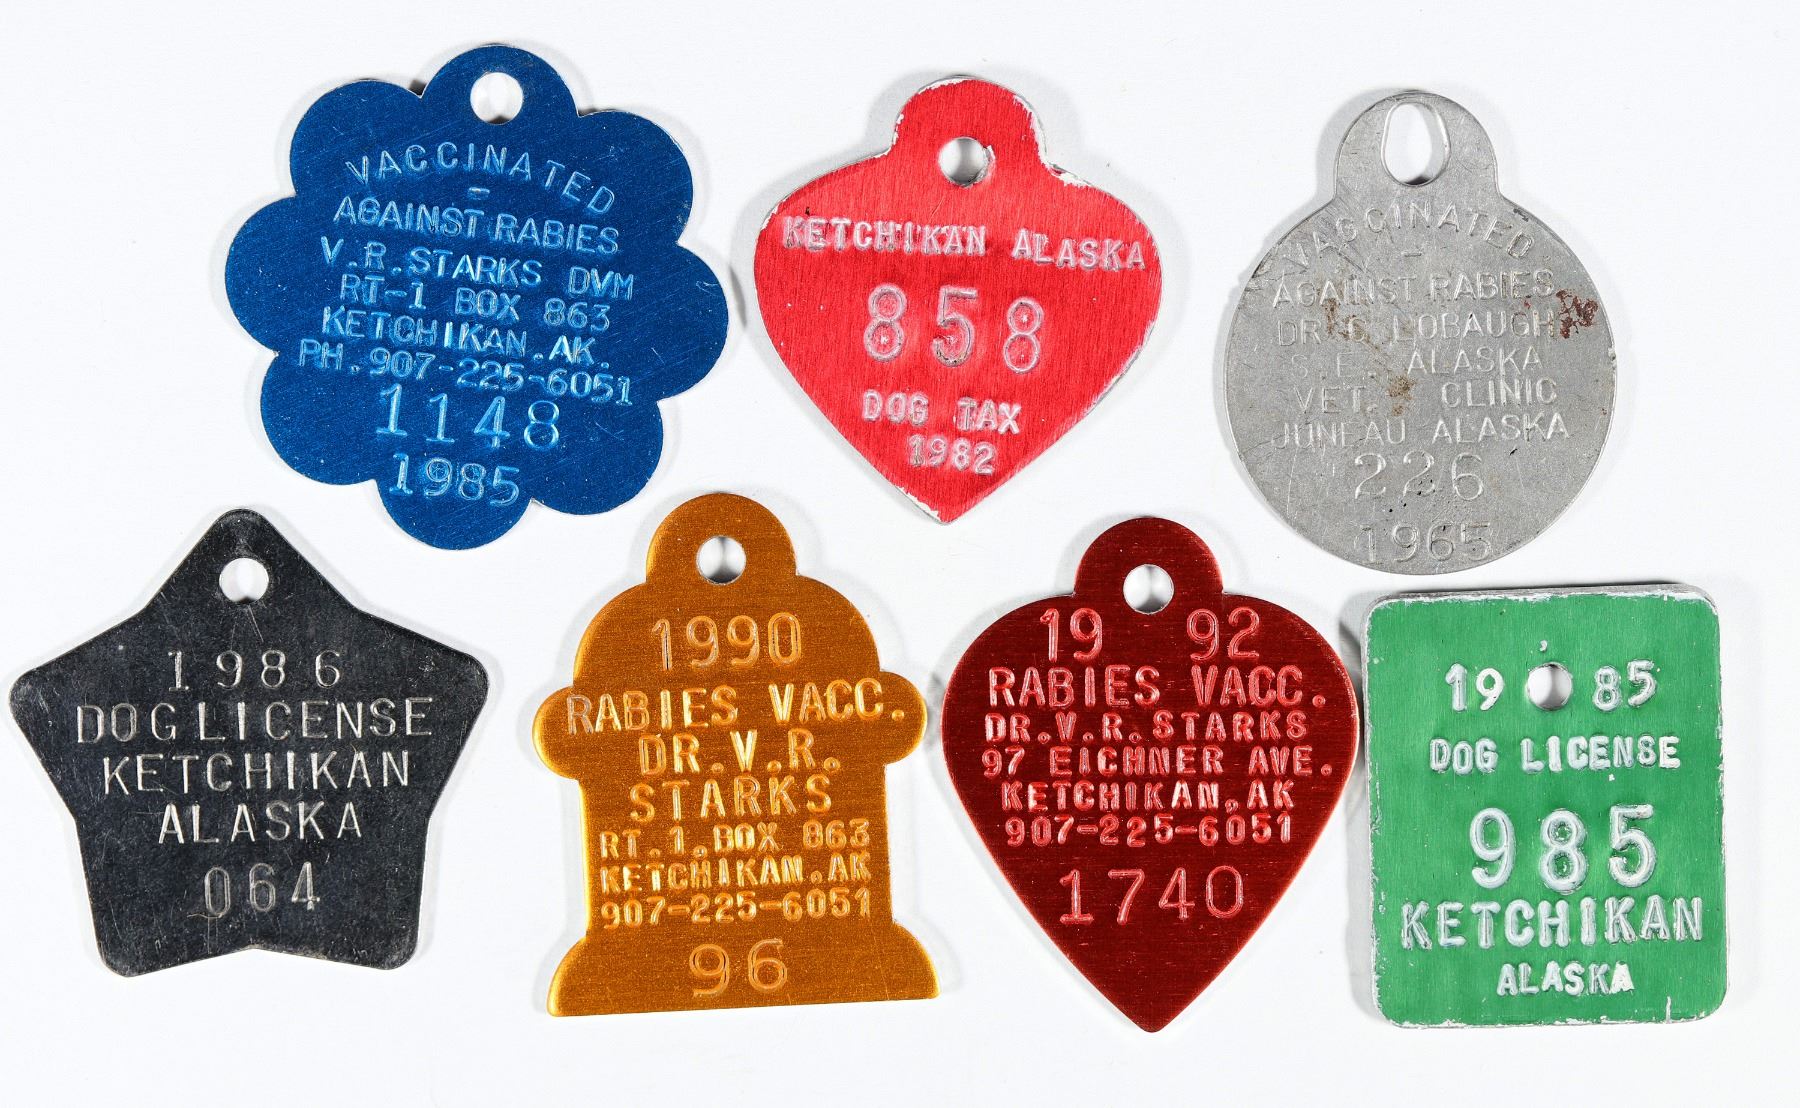 VACCINATED
-
AGAINST RABIES
V.R. STARKS DVM
RT-1 BOX 863
KETCHIKAN. AK.
PH. 907-225-6051
1148
1985
KETCHIKAN ALASKA
858
DOG TAX
1982
VACCINATED
-
AGAINST RABIES
DR. G. LOBAUGH
S.E. ALASKA
VET. CLINIC
JUNEAU ALASKA
226
1965
1986
DOG LICENSE
KETCHIKAN
ALASKA
064
1990
RABIES VACC.
DR.V.R.
STARKS
RT.1,BOX 863
KETCHIKAN.AK
907-225-6051
96
19 92
RABIES VACC.
DR.V.R.STARKS
97 EICHNER AVE.
KETCHIKAN,AK
907-225-6051
1740
19 85
DOG LICENSE
985
KETCHIKAN
ALASKA